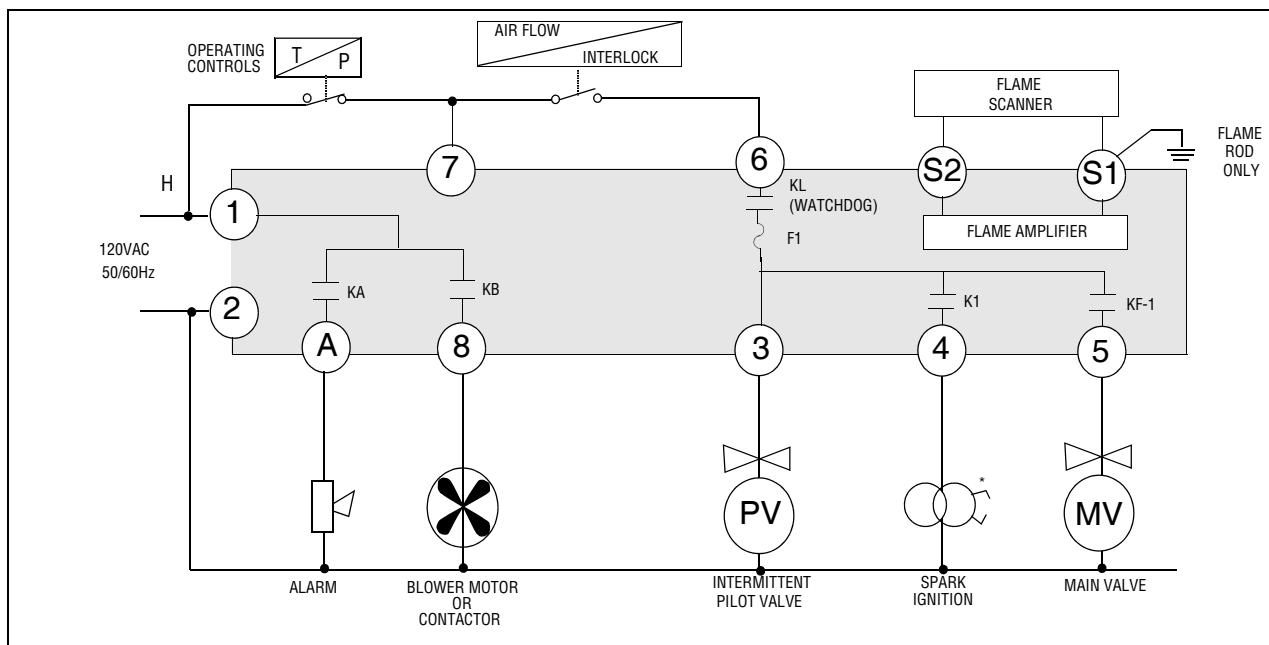 AIR FLOW
INTERLOCK
OPERATING
CONTROLS
T
P
FLAME
SCANNER
FLAME
ROD
ONLY
7
6
S2
S1
H
1
KL
(WATCHDOG)
F1
FLAME AMPLIFIER
120VAC
50/60Hz
2
KA
KB
K1
KF-1
A
8
3
4
5
*
PV
MV
ALARM
BLOWER MOTOR
OR
CONTACTOR
INTERMITTENT
PILOT VALVE
SPARK
IGNITION
MAIN VALVE